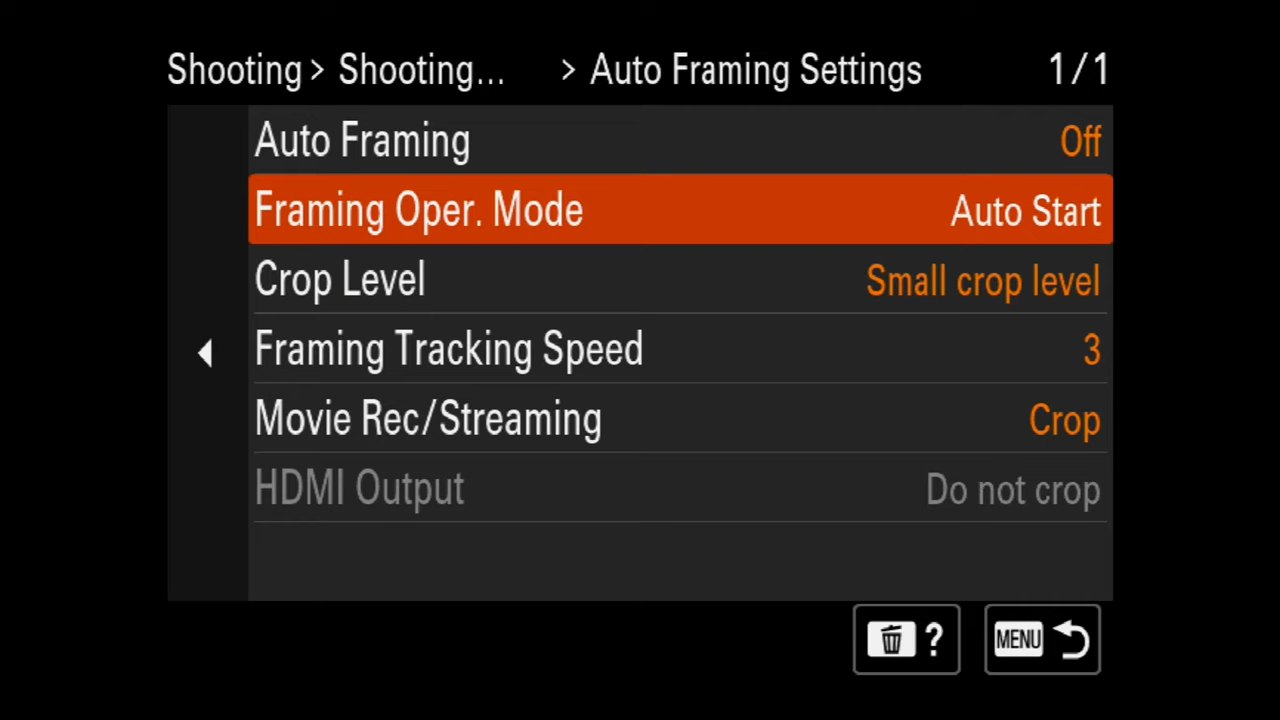 Shooting > Shooting... > Auto Framing Settings 1/1
Auto Framing Off
Framing Oper. Mode Auto Start
Crop Level Small crop level
Framing Tracking Speed 3
Movie Rec/Streaming Crop
HDMI Output Do not crop
? MENU